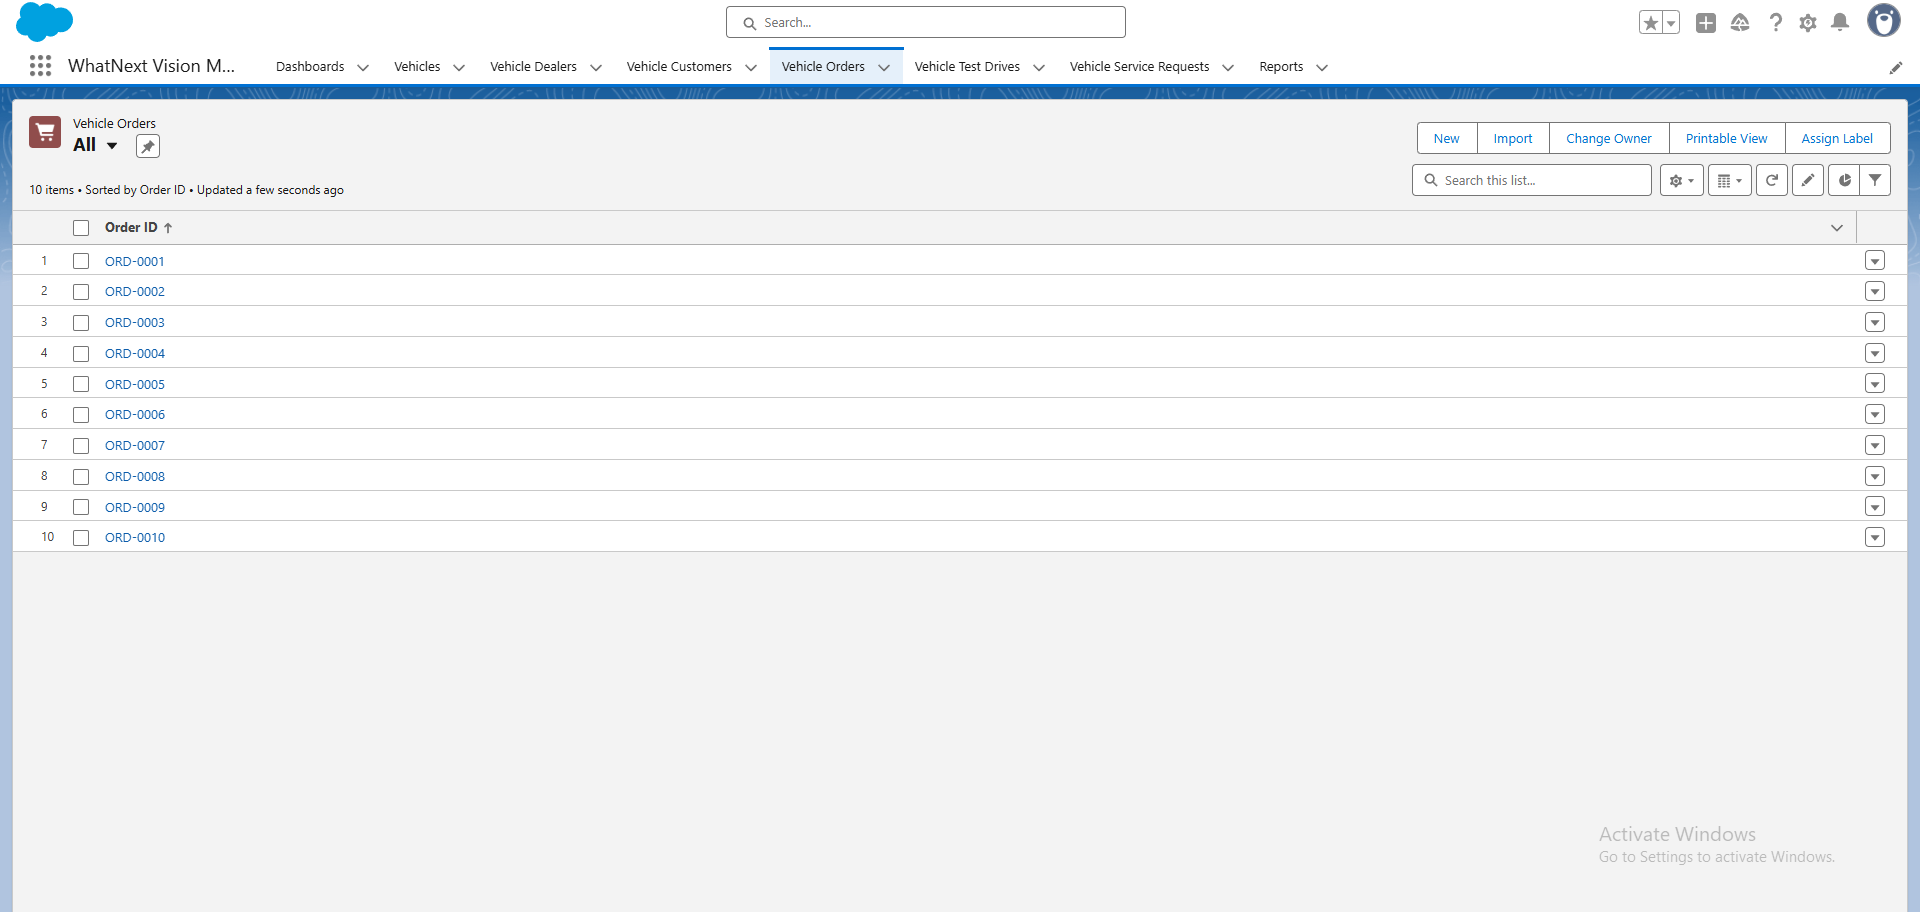 Search...
WhatNext Vision M...
Dashboards
Vehicles
Vehicle Dealers
Vehicle Customers
Vehicle Orders
Vehicle Test Drives
Vehicle Service Requests
Reports
Vehicle Orders
All
New
Import
Change Owner
Printable View
Assign Label
10 items • Sorted by Order ID • Updated a few seconds ago
Search this list...
Order ID
1 ORD-0001
2 ORD-0002
3 ORD-0003
4 ORD-0004
5 ORD-0005
6 ORD-0006
7 ORD-0007
8 ORD-0008
9 ORD-0009
10 ORD-0010
Activate Windows
Go to Settings to activate Windows.